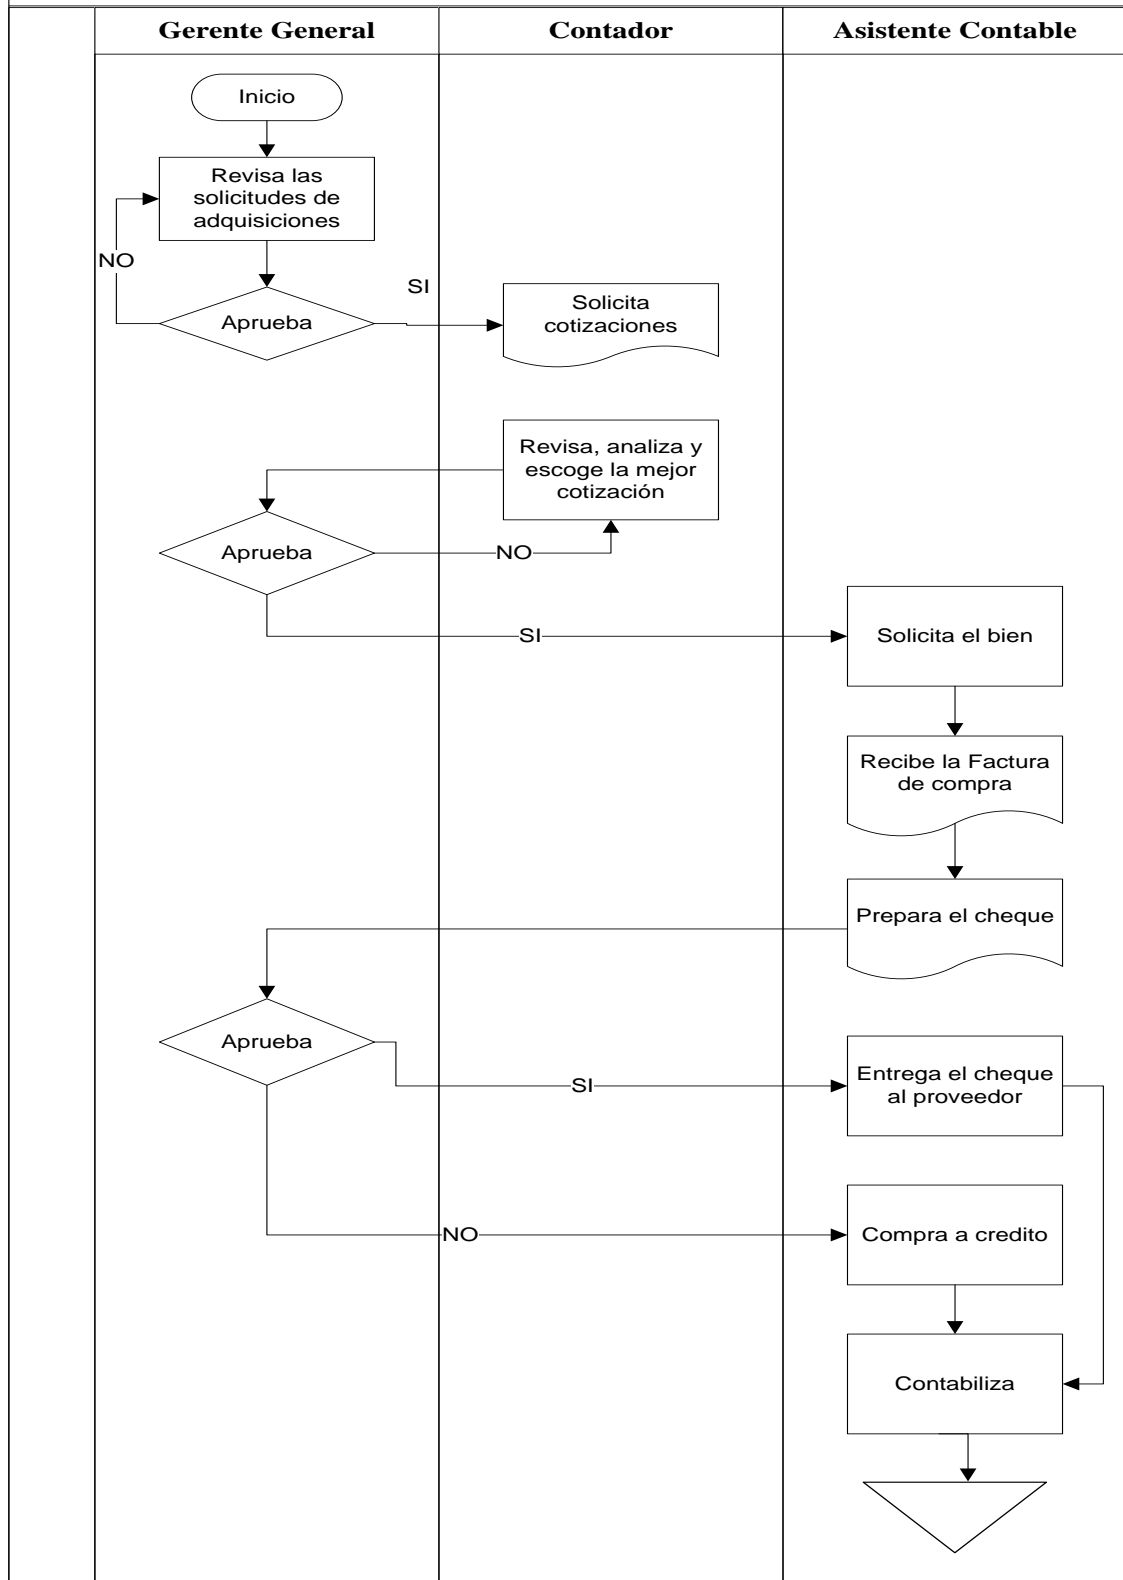 Gerente General
Contador
Asistente Contable
Inicio
Revisa las
solicitudes de
adquisiciones
NO
SI
Aprueba
Solicita
cotizaciones
Revisa, analiza y
escoge la mejor
cotización
Aprueba
NO
SI
Solicita el bien
Recibe la Factura
de compra
Prepara el cheque
Aprueba
SI
Entrega el cheque
al proveedor
NO
Compra a credito
Contabiliza